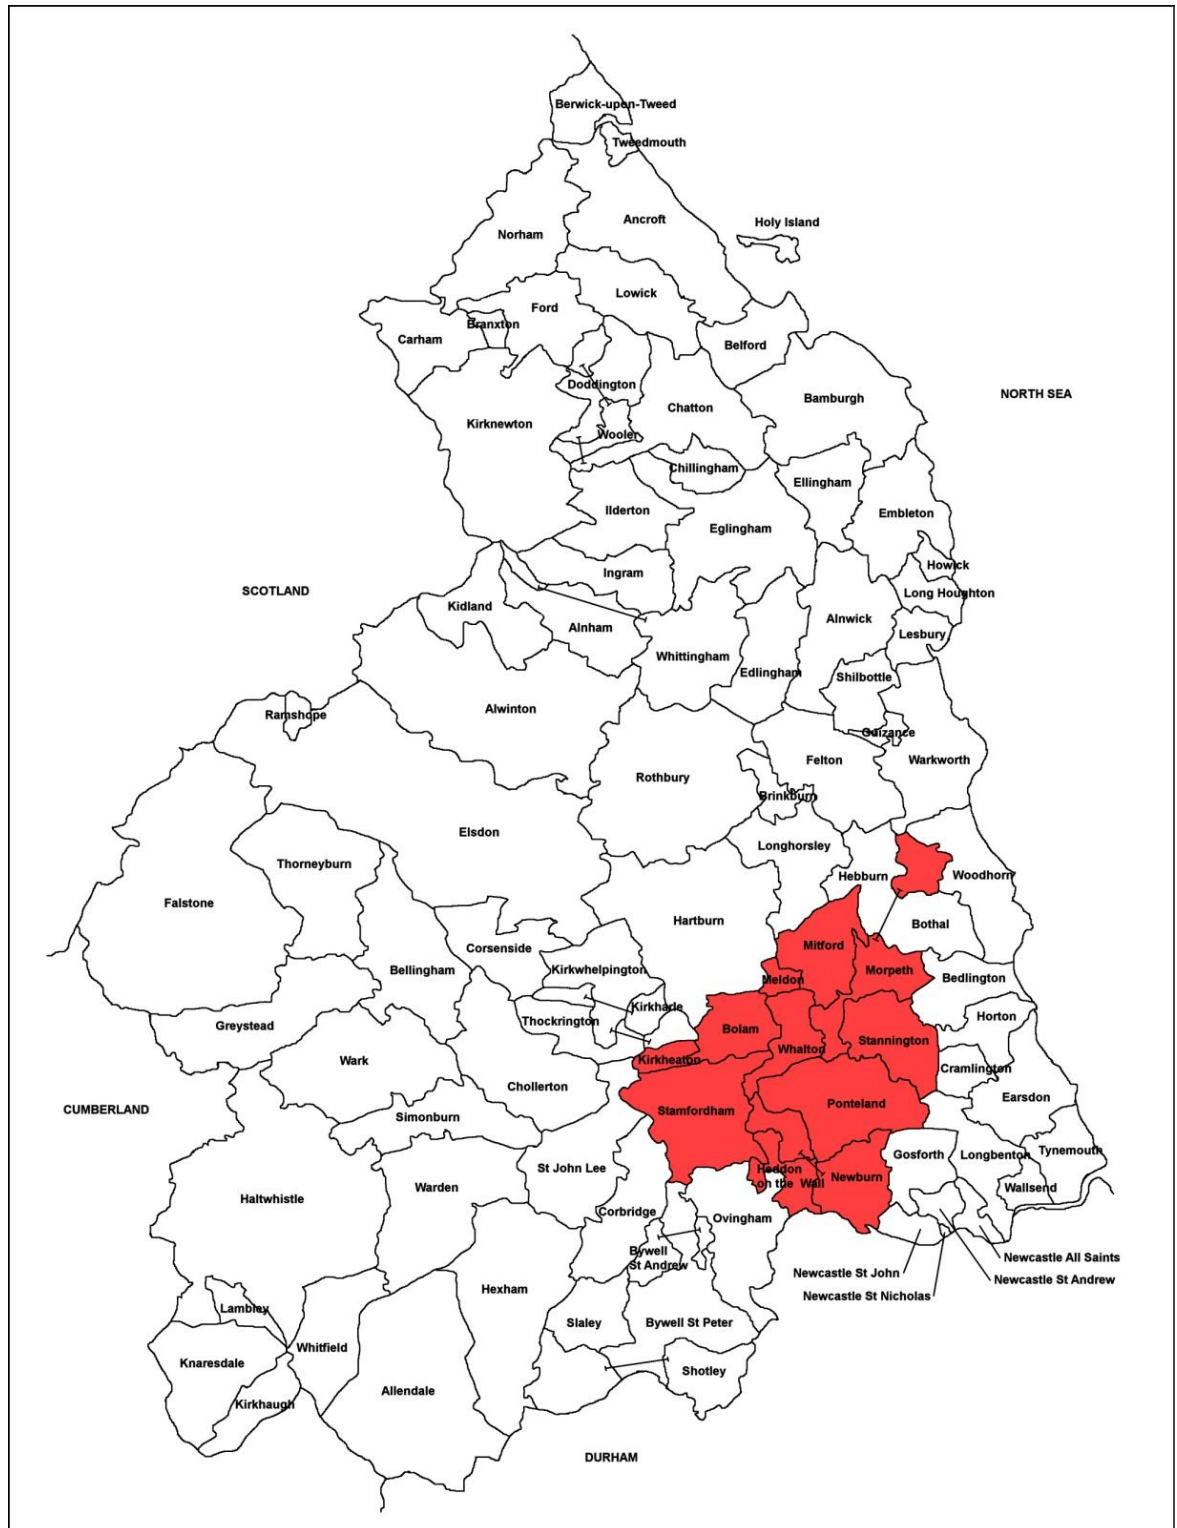 Berwick-upon-Tweed
Tweedmouth
Ancroft
Holy Island
Norham
Lowick
Ford
Branxton
Carham
Belford
Doddington
NORTH SEA
Bamburgh
Chatton
Kirknewton
Wooler
Chillingham
Ellingham
Ilderton
Embleton
Eglingham
Howick
Ingram
SCOTLAND
Long Houghton
Kidland
Alnwick
Alnham
Lesbury
Whittingham
Edlingham
Shilbottle
Alwinton
Ramshope
Guizance
Felton
Warkworth
Rothbury
Brinkburn
Elsdon
Longhorsley
Thorneyburn
Hebburn
Woodhorn
Falstone
Hartburn
Bothal
Mitford
Corsenside
Bellingham
Kirkwhelpington
Morpeth
Meldon
Bedlington
Kirkharle
Horton
Thockrington
Greystead
Bolam
Stannington
Whalton
Wark
Kirkheaton
Cramlington
Chollerton
Earsdon
CUMBERLAND
Stamfordham
Ponteland
Simonburn
Tynemouth
Gosforth
Longbenton
St John Lee
Heddon
on the Wall
Newburn
Warden
Wallsend
Haltwhistle
Corbridge
Ovingham
Bywell
St Andrew
Newcastle All Saints
Newcastle St John
Newcastle St Andrew
Hexham
Newcastle St Nicholas
Lambley
Slaley
Bywell St Peter
Whitfield
Knaresdale
Shotley
Allendale
Kirkhaugh
DURHAM